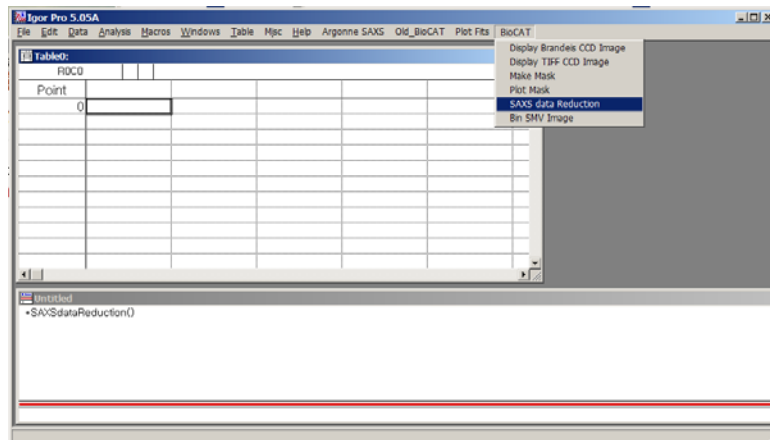 Igor Pro 5.05A
File Edit Data Analysis Macros Windows Table Misc Help Argonne SAXS Old_BioCAT Plot Fits BioCAT
Display Brandeis CCD Image
Display TIFF CCD Image
Make Mask
Plot Mask
SAXS data Reduction
Bin SMV Image
Table0:
R0C0
Point
0
Untitled
•SAXSdataReduction()